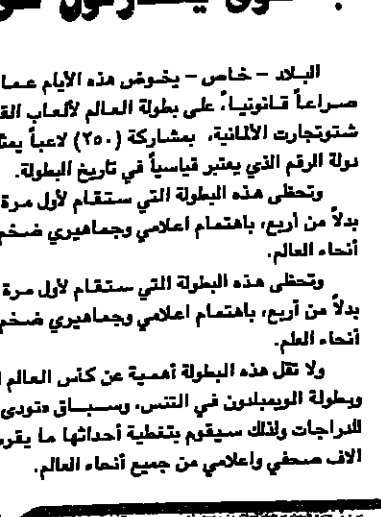 البلاد – خاص – يخوض هذه الأيام عما
صراعاً قانونياً، على بطولة العالم لألعاب الق
شتوتجارت الألمانية، بمشاركة (٢٥٠) لاعباً يمث
دولة الرقم الذي يعتبر قياسياً في تاريخ البطولة.
وتحظى هذه البطولة التي ستقام لأول مرة
بدلاً من أربع، باهتمام اعلامي وجماهيري ضخم
أنحاء العالم.
وتحظى هذه البطولة التي ستقام لأول مرة
بدلاً من أربع، باهتمام اعلامي وجماهيري ضخم
أنحاء العلم.
ولا تقل هذه البطولة أهمية عن كأس العالم ا
وبطولة الويمبلدون في التنس، وسباق «تودى
للدراجات ولذلك سيقوم بتغطية أحداثها ما يقر
الاف صحفي واعلامي من جميع أنحاء العالم.